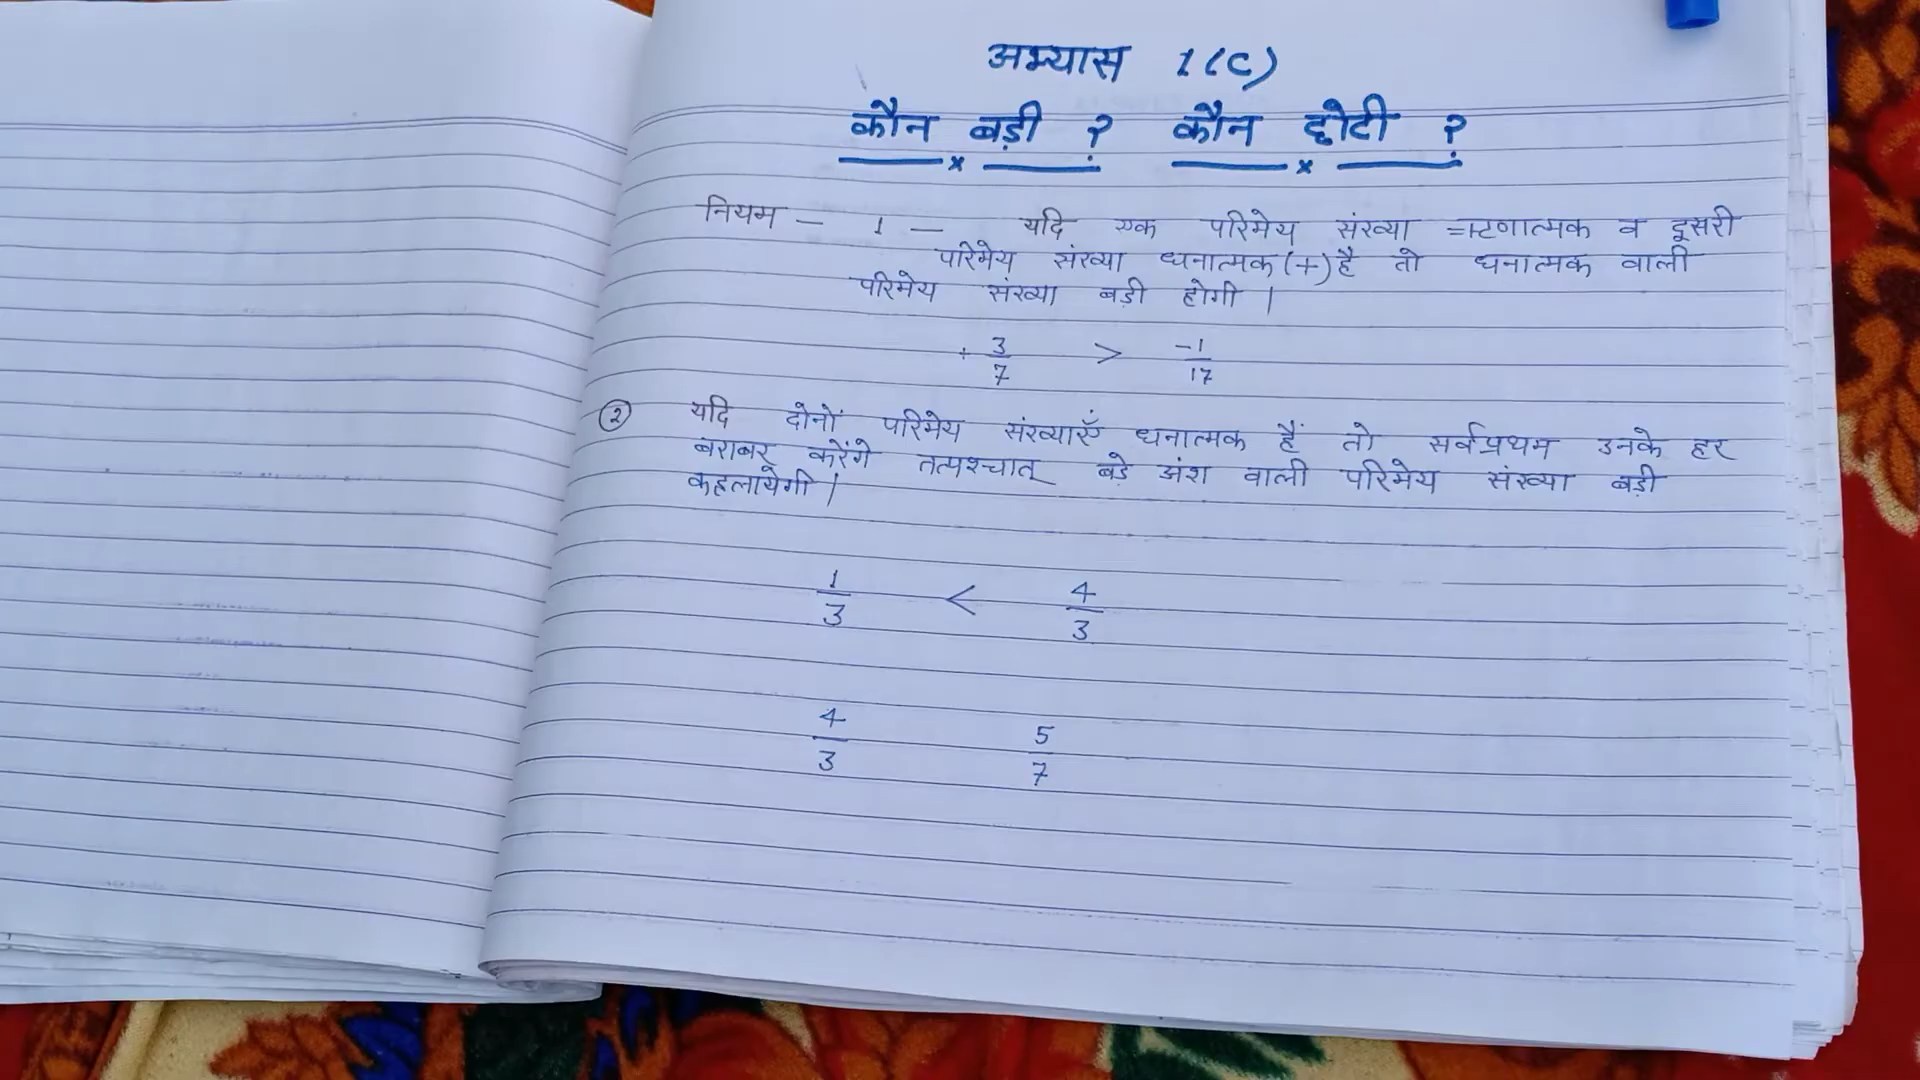 अभ्यास 1(C)
कौन बड़ी ? कौन छोटी ?
नियम - 1 - यदि एक परिमेय संख्या ऋणात्मक व दूसरी
परिमेय संख्या धनात्मक (+) है तो धनात्मक वाली
परिमेय संख्या बड़ी होगी |
+ 3/7 > -1/17
② यदि दोनों परिमेय संख्याएँ धनात्मक हैं तो सर्वप्रथम उनके हर
बराबर करेंगे तत्पश्चात् बड़े अंश वाली परिमेय संख्या बड़ी
कहलायेगी |
1/3 < 4/3
4/3 5/7